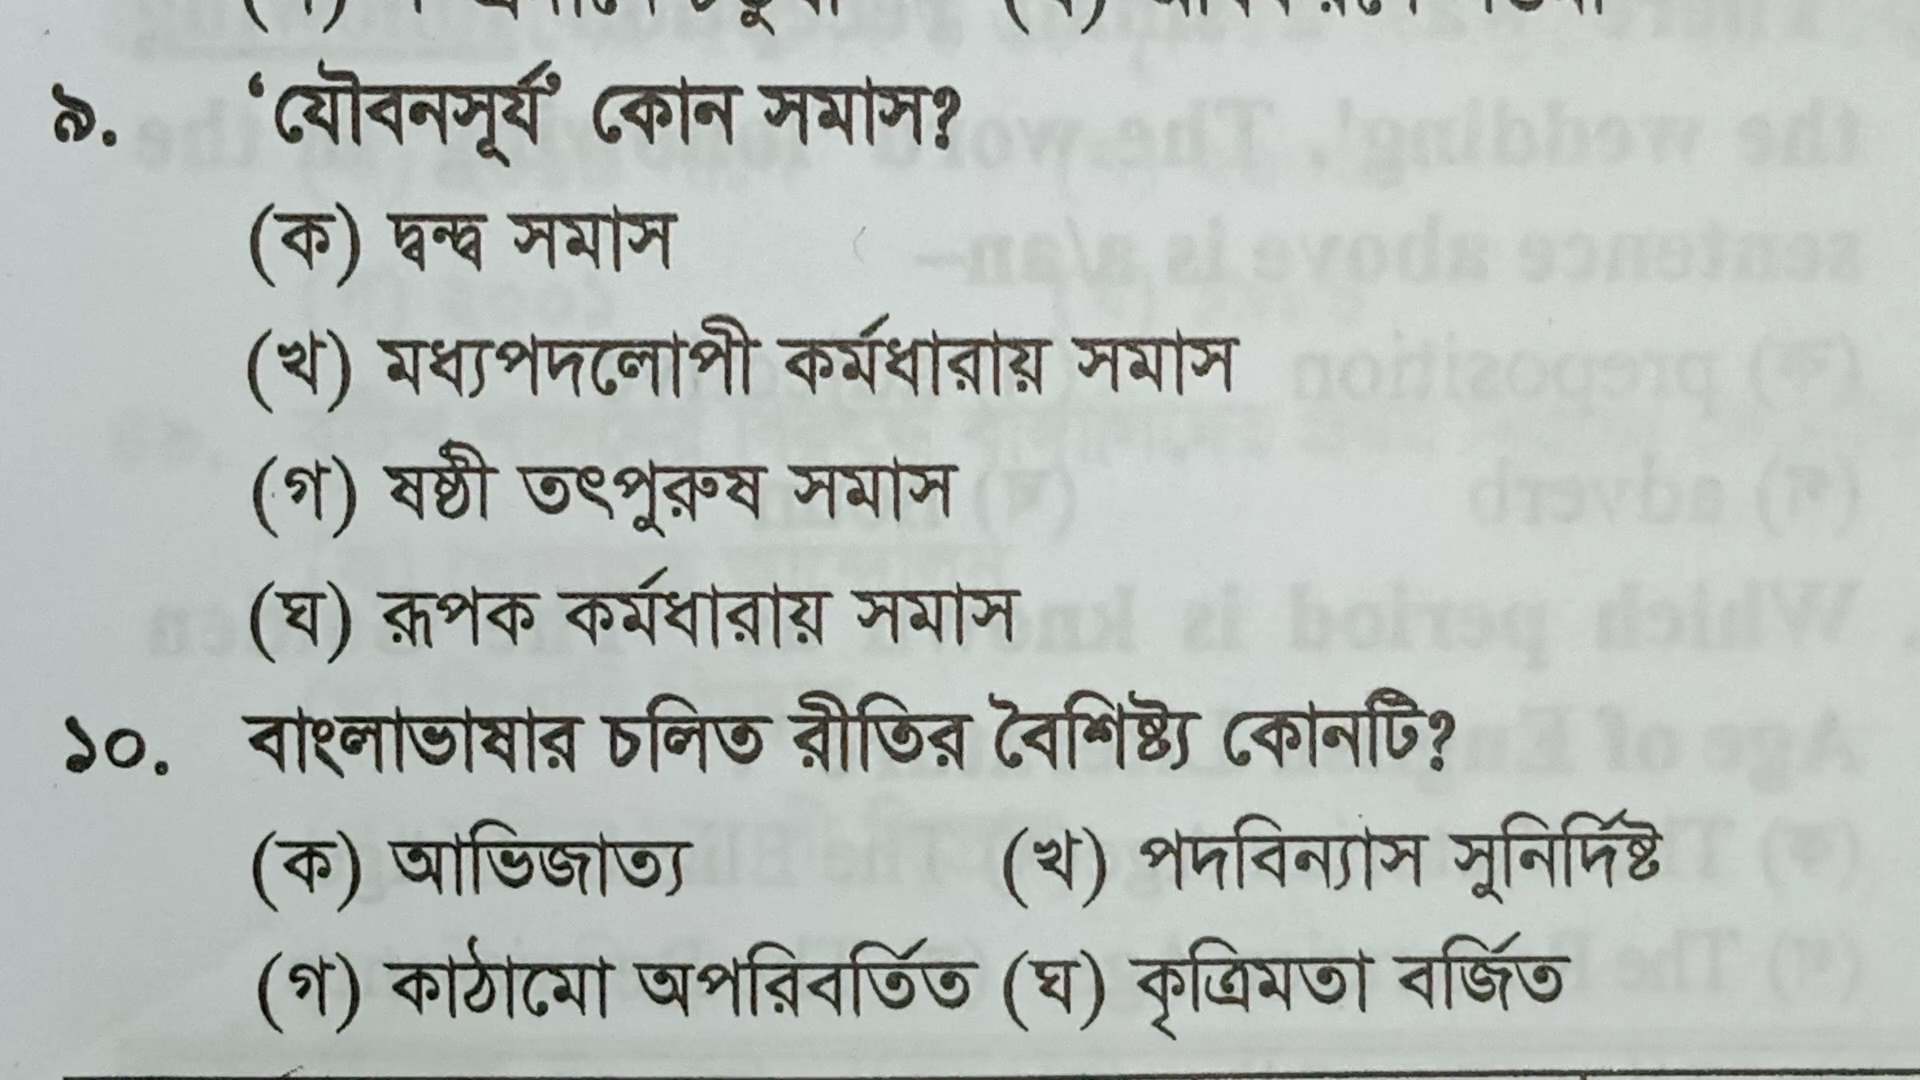 ৯. ‘যৌবনসূর্য’ কোন সমাস?
(ক) দ্বন্দ্ব সমাস
(খ) মধ্যপদলোপী কর্মধারায় সমাস
(গ) ষষ্ঠী তৎপুরুষ সমাস
(ঘ) রূপক কর্মধারায় সমাস
১০. বাংলাভাষার চলিত রীতির বৈশিষ্ট্য কোনটি?
(ক) আভিজাত্য (খ) পদবিন্যাস সুনির্দিষ্ট
(গ) কাঠামো অপরিবর্তিত (ঘ) কৃত্রিমতা বর্জিত